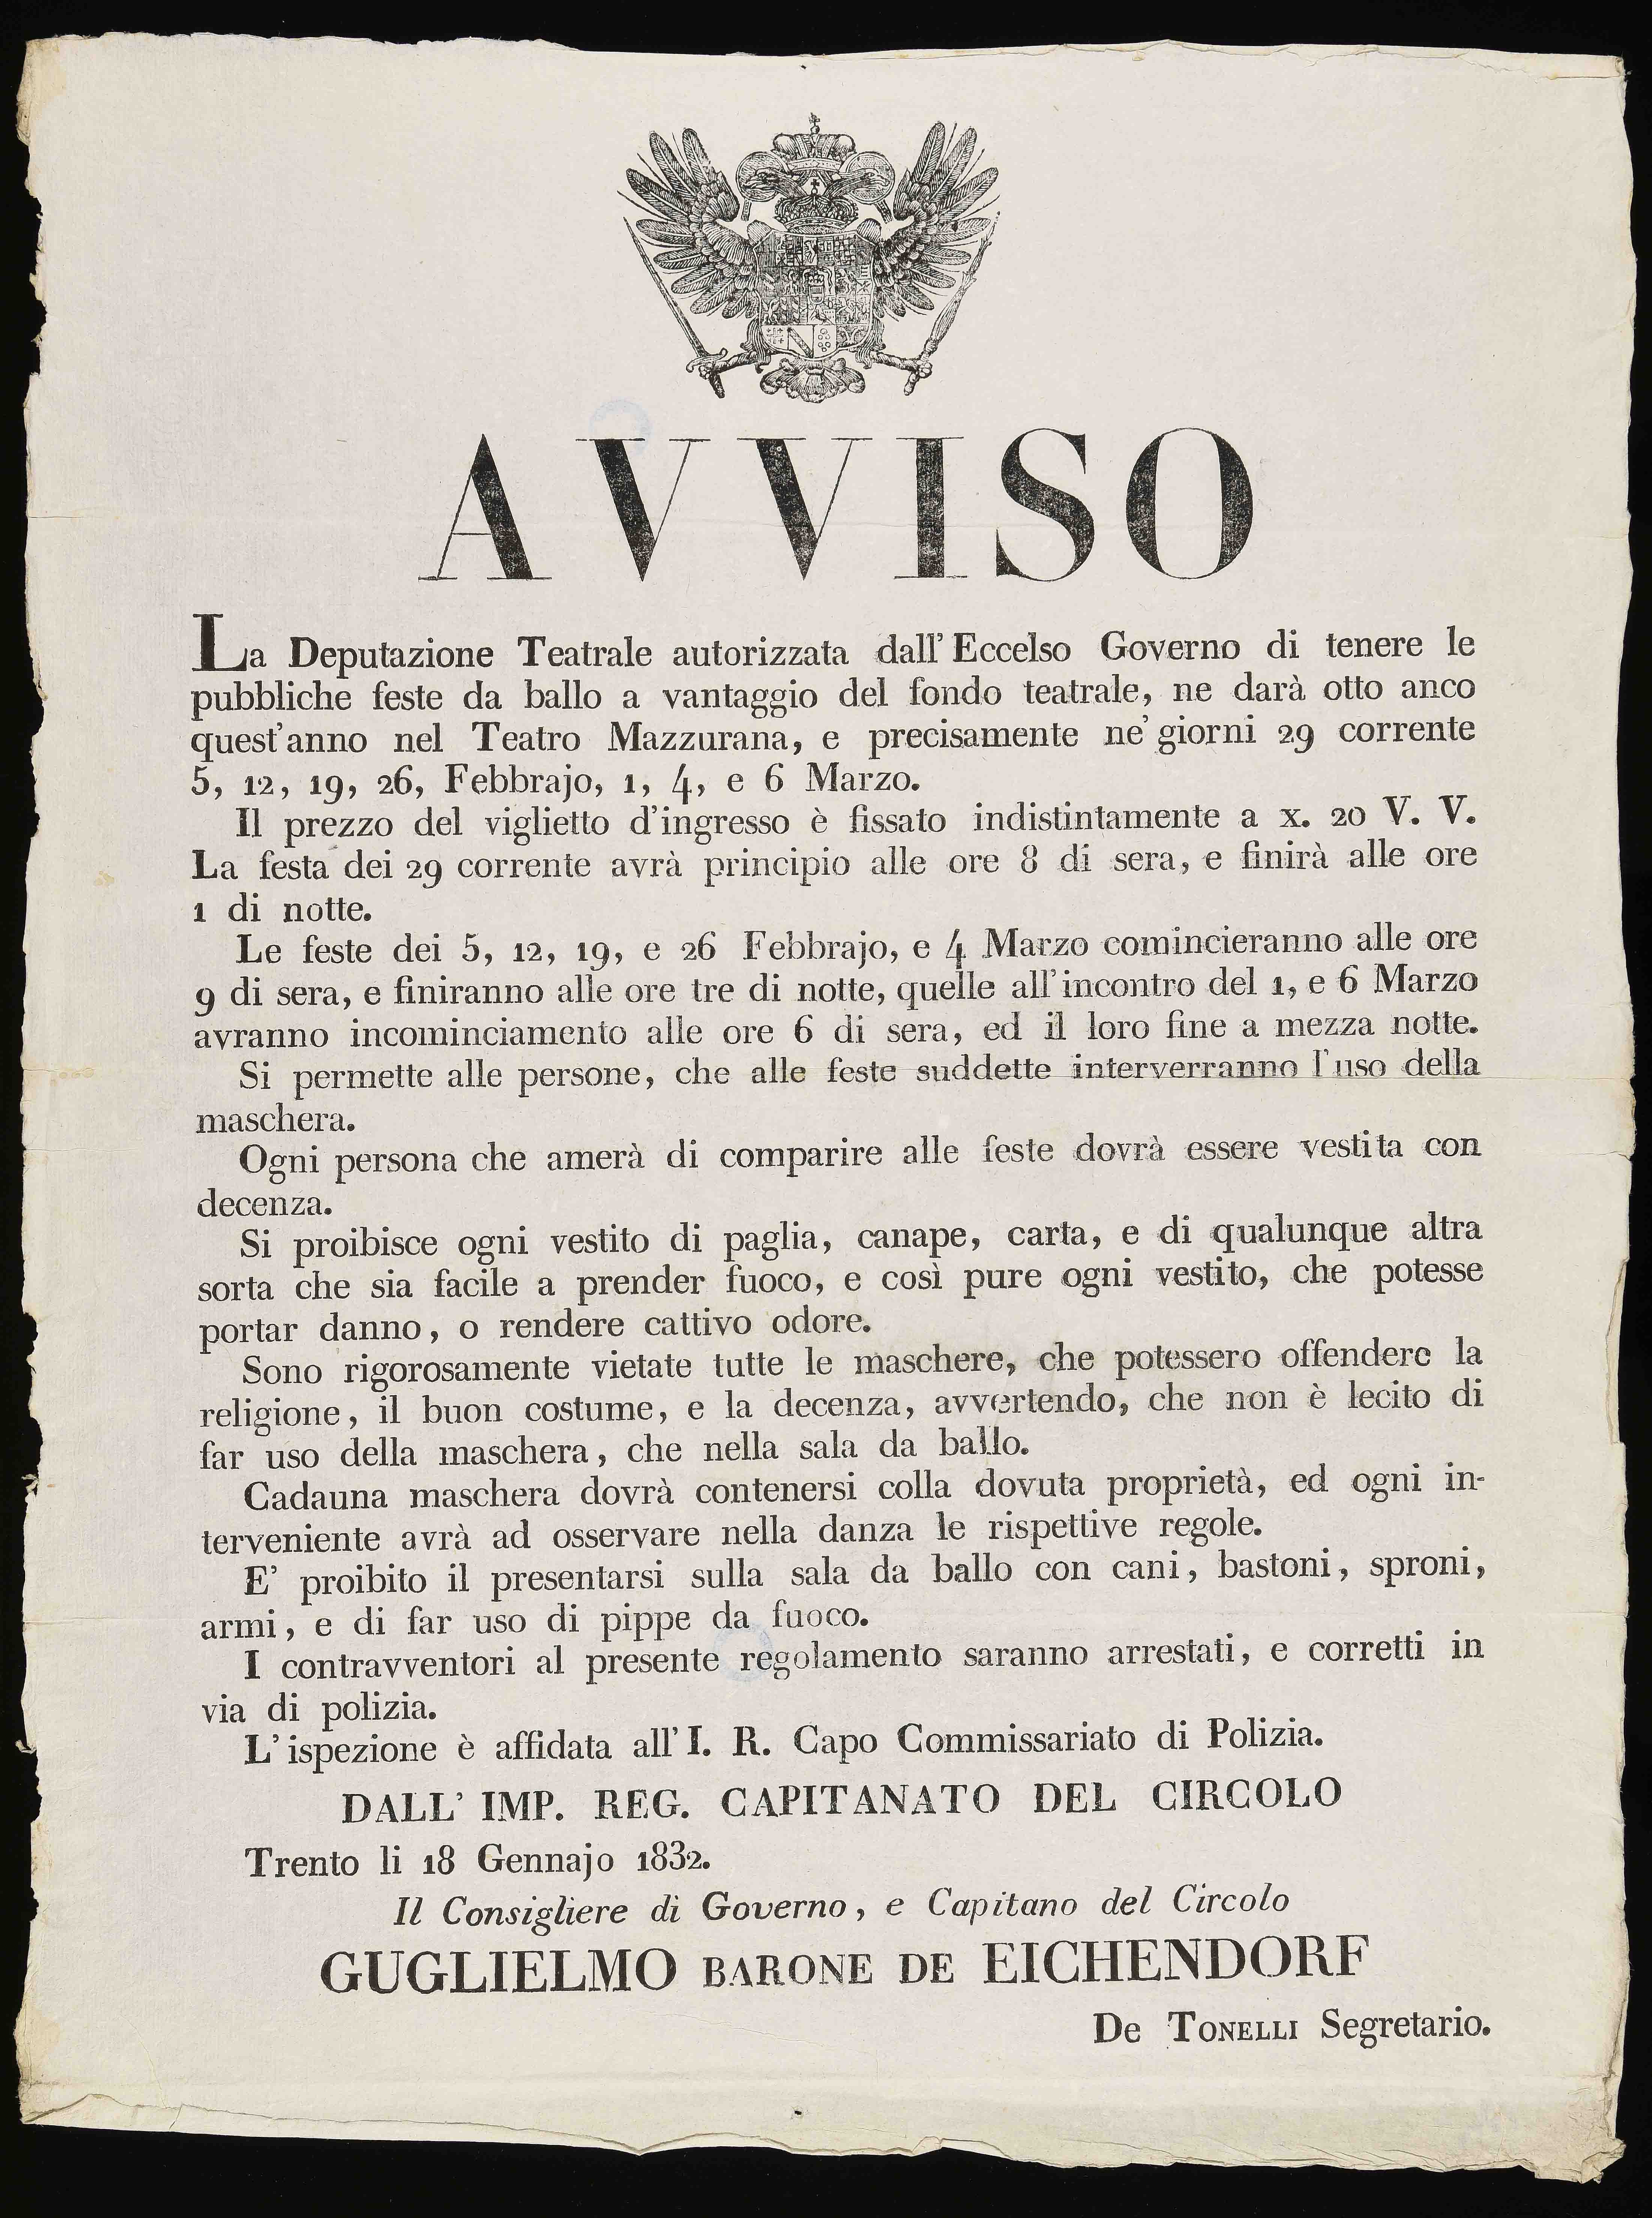 AVVISO
La Deputazione Teatrale autorizzata dall' Eccelso Governo di tenere le
pubbliche feste da ballo a vantaggio del fondo teatrale, ne darà otto anco
quest'anno nel Teatro Mazzurana, e precisamente ne' giorni 29 corrente
5, 12, 19, 26, Febbrajo, 1, 4, e 6 Marzo.
Il prezzo del viglietto d'ingresso è fissato indistintamente a x. 20 V. V.
La festa dei 29 corrente avrà principio alle ore 8 di sera, e finirà alle ore
1 di notte.
Le feste dei 5, 12, 19, e 26 Febbrajo, e 4 Marzo comincieranno alle ore
9 di sera, e finiranno alle ore tre di notte, quelle all' incontro del 1, e 6 Marzo
avranno incominciamento alle ore 6 di sera, ed il loro fine a mezza notte.
Si permette alle persone, che alle feste suddette interverranno l'uso della
maschera.
Ogni persona che amerà di comparire alle feste dovrà essere vestita con
decenza.
Si proibisce ogni vestito di paglia, canape, carta, e di qualunque altra
sorta che sia facile a prender fuoco, e così pure ogni vestito, che potesse
portar danno, o rendere cattivo odore.
Sono rigorosamente vietate tutte le maschere, che potessero offendere la
religione, il buon costume, e la decenza, avvertendo, che non è lecito di
far uso della maschera, che nella sala da ballo.
Cadauna maschera dovrà contenersi colla dovuta proprietà, ed ogni in-
terveniente avrà ad osservare nella danza le rispettive regole.
E' proibito il presentarsi sulla sala da ballo con cani, bastoni, sproni,
armi, e di far uso di pippe da fuoco.
I contravventori al presente regolamento saranno arrestati, e corretti in
via di polizia.
L' ispezione è affidata all' I. R. Capo Commissariato di Polizia.
DALL' IMP. REG. CAPITANATO DEL CIRCOLO
Trento li 18 Gennajo 1832.
Il Consigliere di Governo, e Capitano del Circolo
GUGLIELMO BARONE DE EICHENDORF
De TONELLI Segretario.